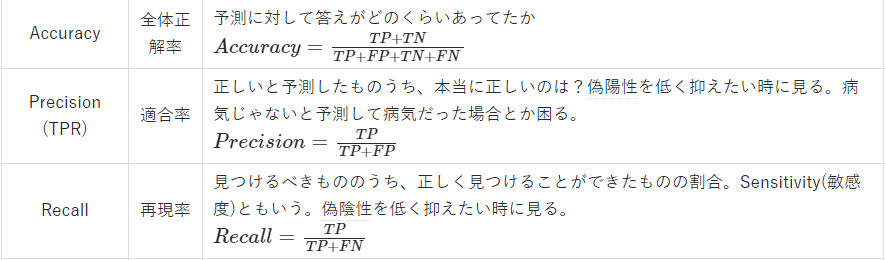 Accuracy
全体正
解率
予測に対して答えがどのくらいあってたか
Accuracy = TP+TN / TP+FP+TN+FN
Precision
（TPR）
適合率
正しいと予測したものうち、本当に正しいのは？偽陽性を低く抑えたい時に見る。病
気じゃないと予測して病気だった場合とか困る。
Precision = TP / TP+FP
Recall
再現率
見つけるべきもののうち、正しく見つけることができたものの割合。Sensitivity(敏感
度)ともいう。偽陰性を低く抑えたい時に見る。
Recall = TP / TP+FN